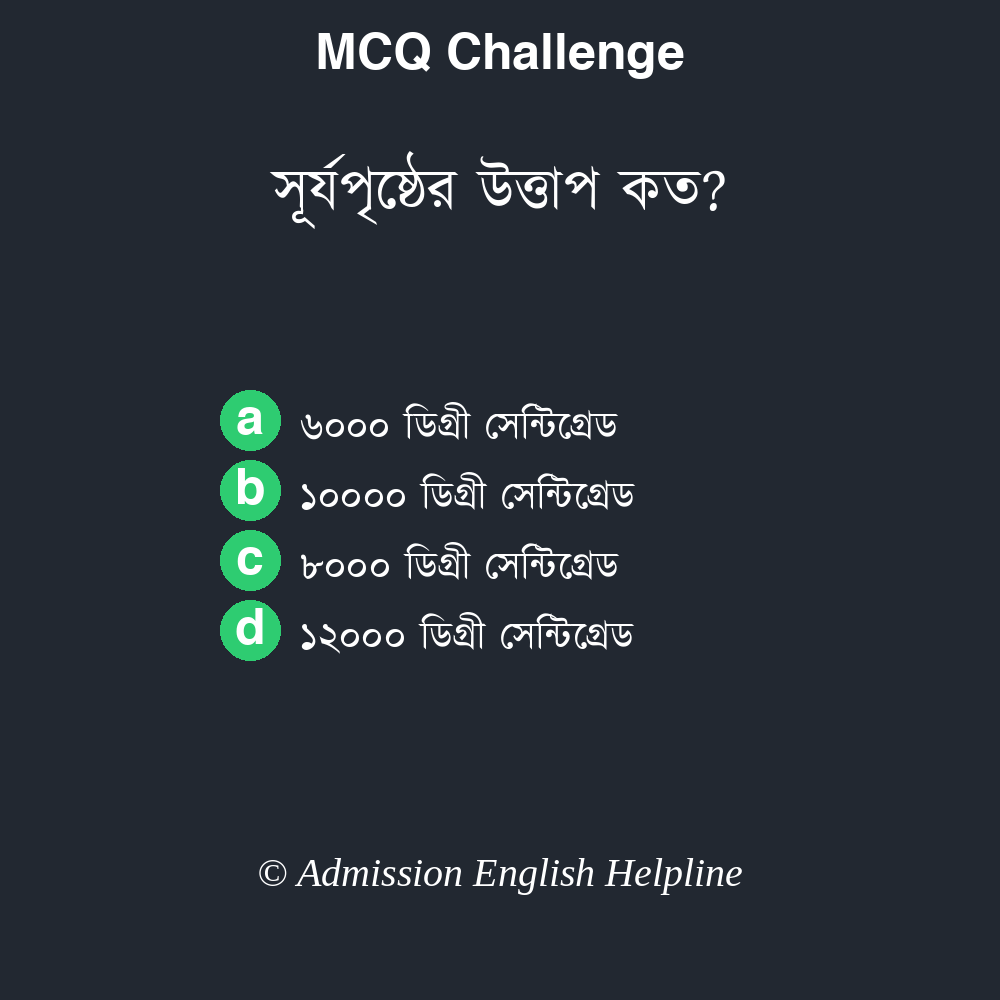 MCQ Challenge
সূর্যপৃষ্ঠের উত্তাপ কত?
a ৬০০০ ডিগ্রী সেন্টিগ্রেড
b ১০০০০ ডিগ্রী সেন্টিগ্রেড
c ৮০০০ ডিগ্রী সেন্টিগ্রেড
d ১২০০০ ডিগ্রী সেন্টিগ্রেড
© Admission English Helpline